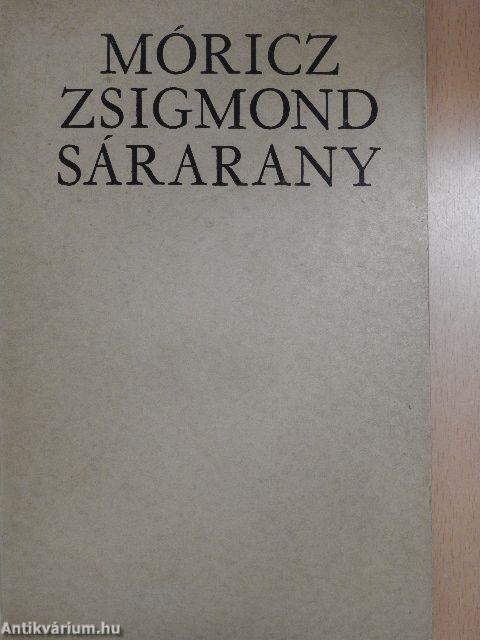 MÓRICZ
ZSIGMOND
SÁRARANY
Antikvárium.hu